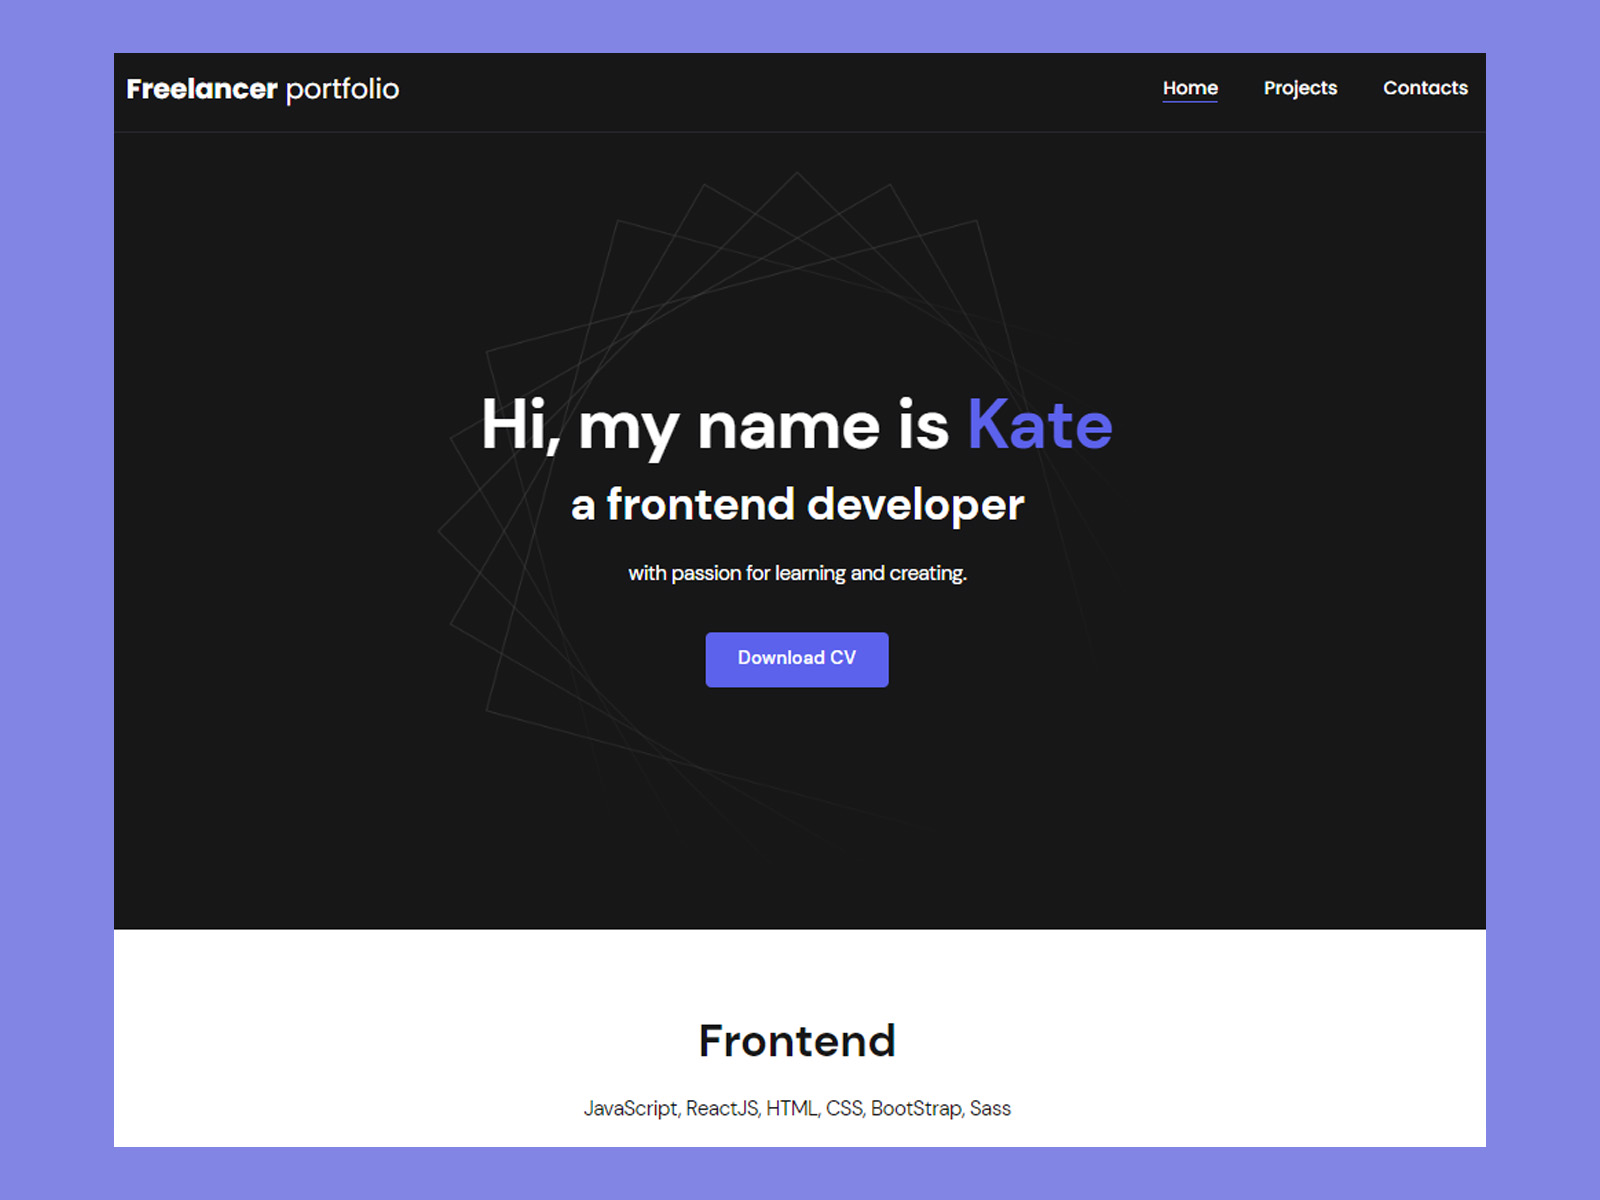 Freelancer portfolio
Home Projects Contacts
Hi, my name is Kate
a frontend developer
with passion for learning and creating.
Download CV
Frontend
JavaScript, ReactJS, HTML, CSS, BootStrap, Sass